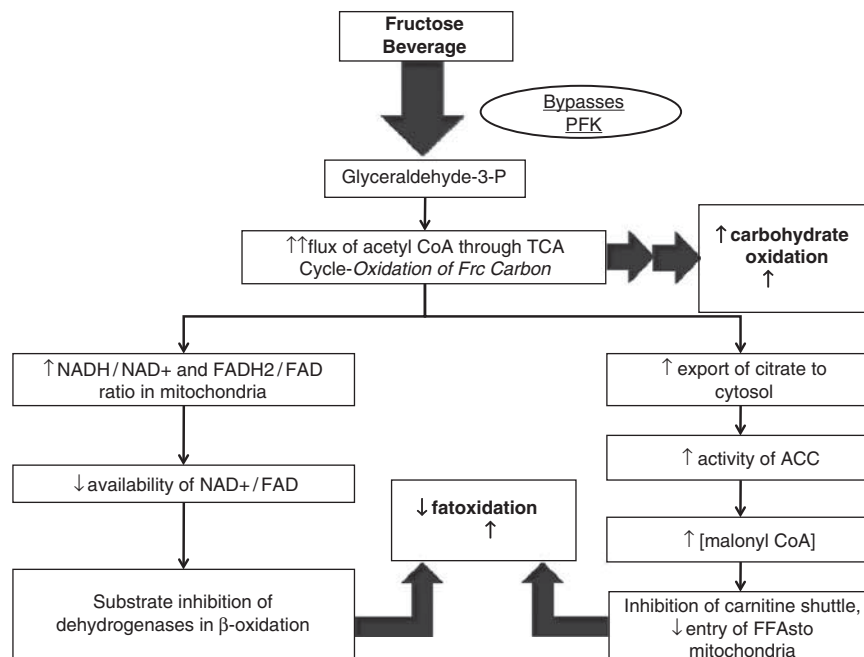 Fructose
Beverage
Bypasses
PFK
Glyceraldehyde-3-P
↑↑flux of acetyl CoA through TCA
Cycle-Oxidation of Frc Carbon
↑carbohydrate
oxidation
↑
↑NADH/NAD+ and FADH2/FAD
ratio in mitochondria
↑ export of citrate to
cytosol
↓availability of NAD+/FAD
↑ activity of ACC
↓fatoxidation
↑
↑ [malonyl CoA]
Substrate inhibition of
dehydrogenases in β-oxidation
Inhibition of carnitine shuttle,
↓entry of FFAsto
mitochondria